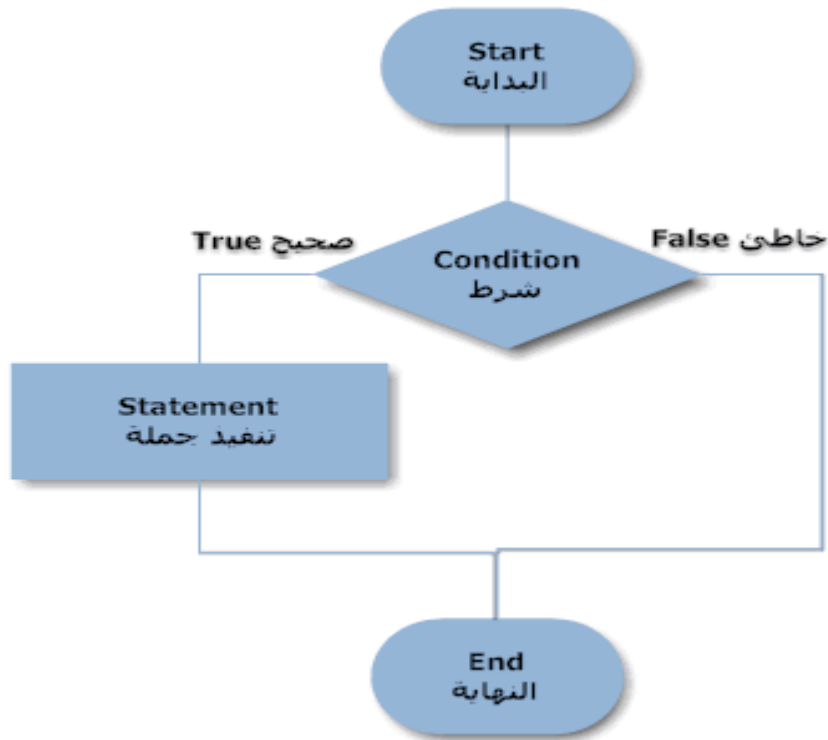 Start
البداية
صحيح True
خاطئ False
Condition
شرط
Statement
تنفيذ جملة
End
النهاية